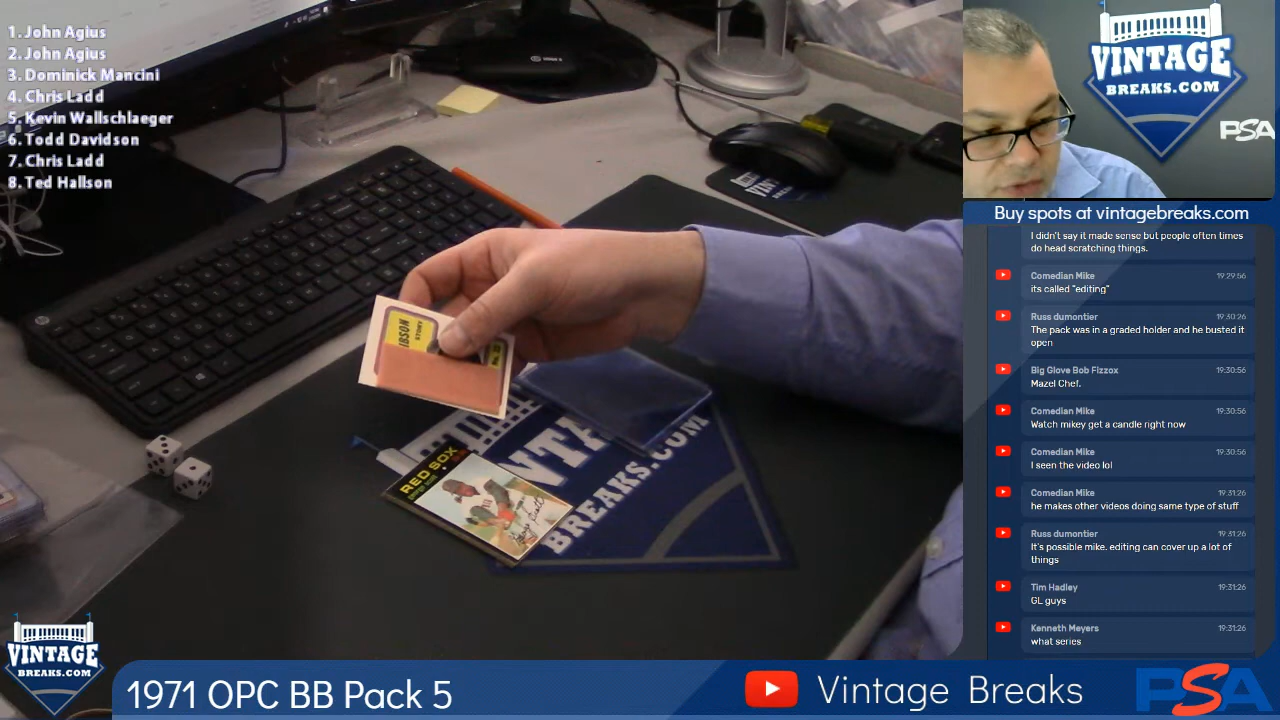 1. John Agius
2. John Agius
3. Dominick Mancini
4. Chris Ladd
5. Kevin Wallschlaeger
6. Todd Davidson
7. Chris Ladd
8. Ted Hallson
VINTAGE
BREAKS.COM
PSA
Buy spots at vintagebreaks.com
I didn't say it made sense but people often times
do head scratching things.
Comedian Mike 19:29:56
its called "editing"
Russ dumontier 19:30:26
The pack was in a graded holder and he busted it
open
Big Glove Bob Fizzox 19:30:56
Mazel Chef.
Comedian Mike 19:30:56
Watch mikey get a candle right now
Comedian Mike 19:30:56
I seen the video lol
Comedian Mike 19:31:26
he makes other videos doing same type of stuff
Russ dumontier 19:31:26
It's possible mike. editing can cover up a lot of
things
Tim Hadley 19:31:26
GL guys
Kenneth Meyers 19:31:26
what series
IBSON
STORY
RED SOX
george scott
NTA
BREAKS.COM
VINTAGE
BREAKS.COM
1971 OPC BB Pack 5
Vintage Breaks
PSA